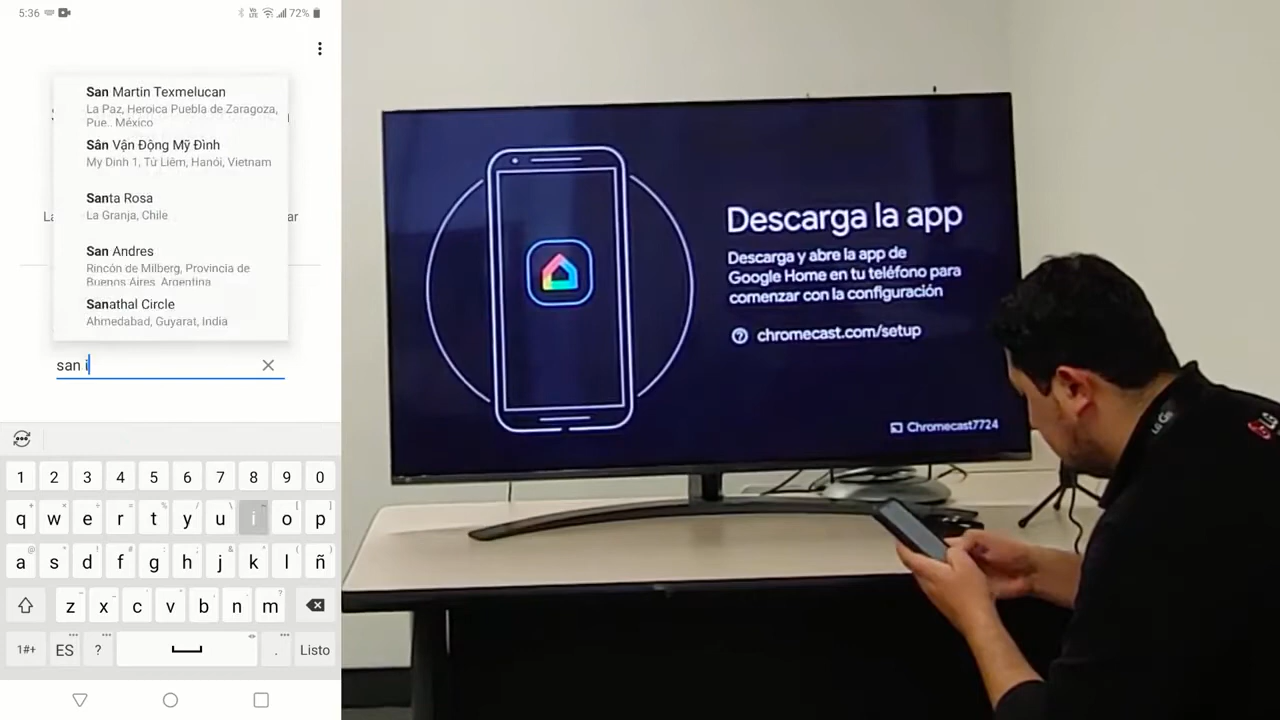 5:36
72%
San Martin Texmelucan
La Paz, Heroica Puebla de Zaragoza,
Pue., México
Sân Vận Động Mỹ Đình
My Dinh 1, Từ Liêm, Hanói, Vietnam
Santa Rosa
La Granja, Chile
La
ar
San Andres
Rincón de Milberg, Provincia de
Buenos Aires, Argentina
Sanathal Circle
Ahmedabad, Guyarat, India
san i
1 2 3 4 5 6 7 8 9 0
q w e r t y u i o p
a s d f g h j k l ñ
z x c v b n m
1#+ ES ? . Listo
Descarga la app
Descarga y abre la app de
Google Home en tu teléfono para
comenzar con la configuración
chromecast.com/setup
Chromecast7724